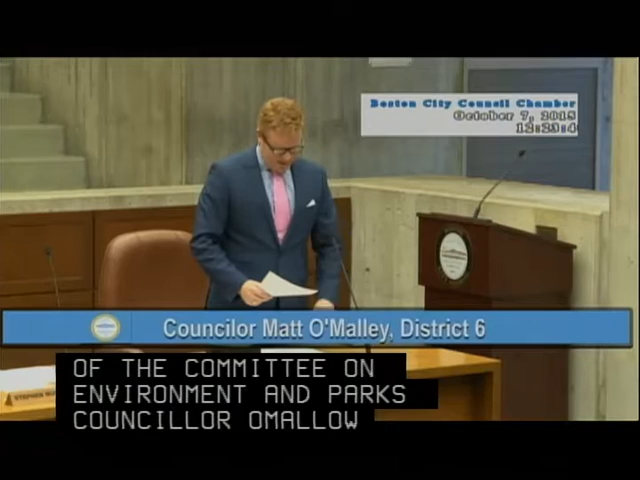 Boston City Council Chamber
October 7, 2015
12:23:4
Councilor Matt O'Malley, District 6
STEPHEN
OF THE COMMITTEE ON
ENVIRONMENT AND PARKS
COUNCILLOR OMALLOW